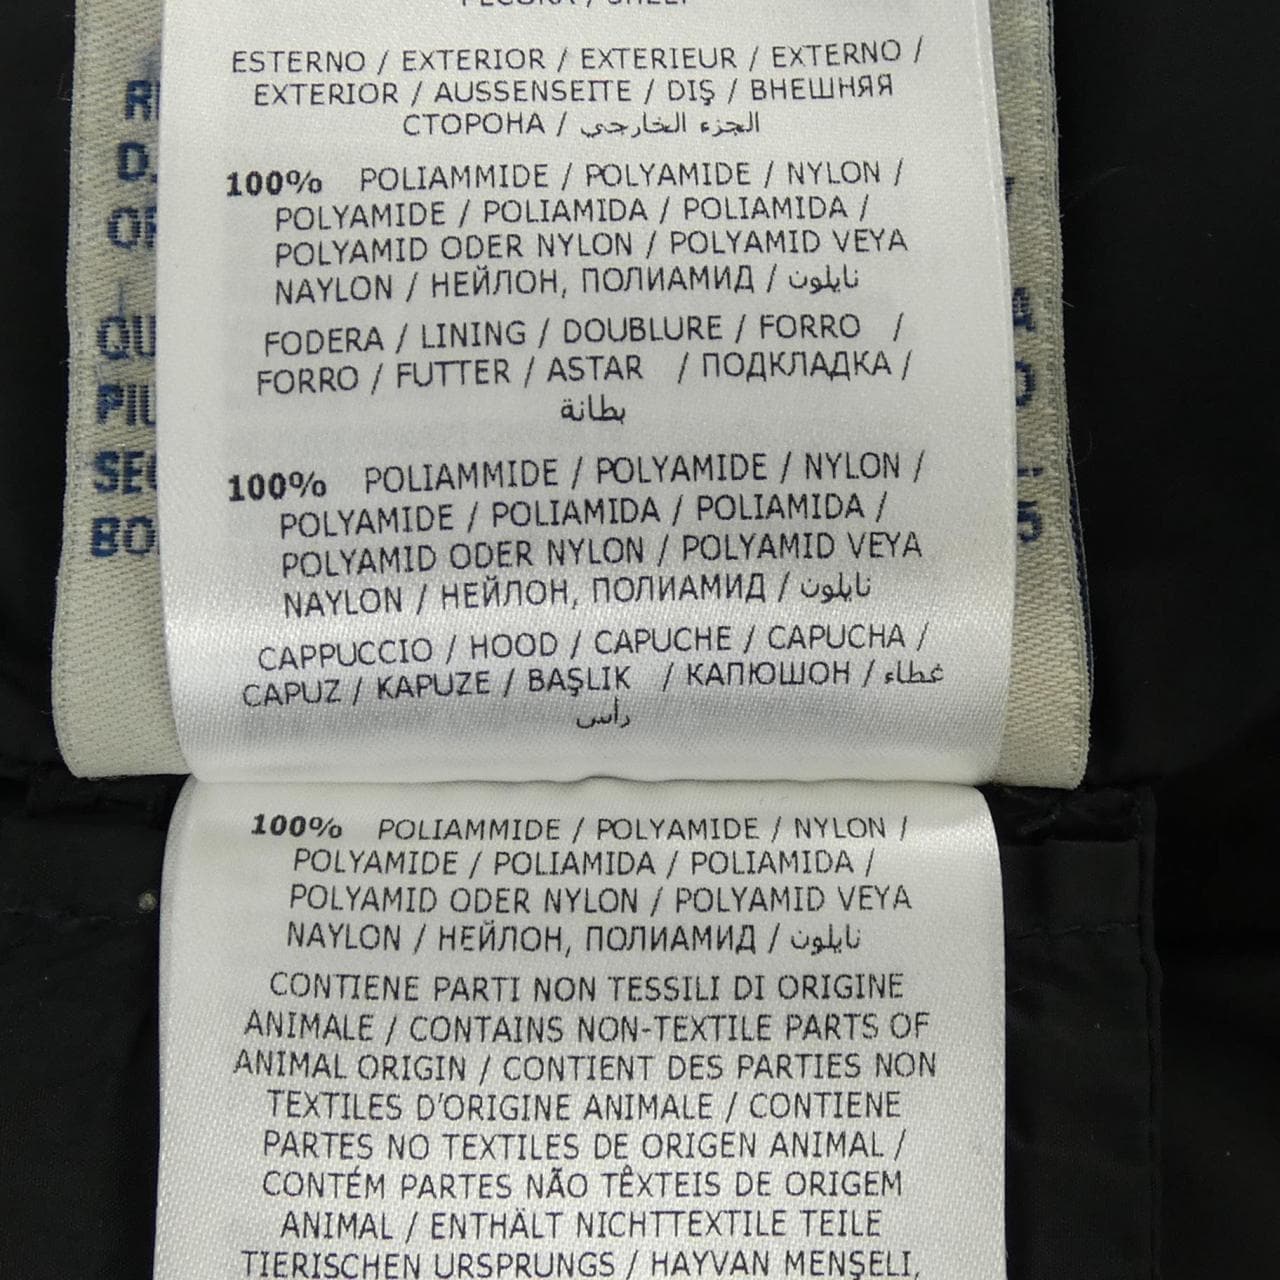 PECORA / SHEEP
ESTERNO / EXTERIOR / EXTERIEUR / EXTERNO /
EXTERIOR / AUSSENSEITE / DIŞ / ВНЕШНЯЯ
СТОРОНА / الجزء الخارجي
100% POLIAMMIDE / POLYAMIDE / NYLON /
POLYAMIDE / POLIAMIDA / POLIAMIDA /
POLYAMID ODER NYLON / POLYAMID VEYA
NAYLON / НЕЙЛОН, ПОЛИАМИД / نايلون
FODERA / LINING / DOUBLURE / FORRO /
FORRO / FUTTER / ASTAR / ПОДКЛАДКА /
بطانة
100% POLIAMMIDE / POLYAMIDE / NYLON /
POLYAMIDE / POLIAMIDA / POLIAMIDA /
POLYAMID ODER NYLON / POLYAMID VEYA
NAYLON / НЕЙЛОН, ПОЛИАМИД / نايلون
CAPPUCCIO / HOOD / CAPUCHE / CAPUCHA /
CAPUZ / KAPUZE / BAŞLIK / КАПЮШОН / غطاء
رأس
100% POLIAMMIDE / POLYAMIDE / NYLON /
POLYAMIDE / POLIAMIDA / POLIAMIDA /
POLYAMID ODER NYLON / POLYAMID VEYA
NAYLON / НЕЙЛОН, ПОЛИАМИД / نايلون
CONTIENE PARTI NON TESSILI DI ORIGINE
ANIMALE / CONTAINS NON-TEXTILE PARTS OF
ANIMAL ORIGIN / CONTIENT DES PARTIES NON
TEXTILES D'ORIGINE ANIMALE / CONTIENE
PARTES NO TEXTILES DE ORIGEN ANIMAL /
CONTÉM PARTES NÃO TÊXTEIS DE ORIGEM
ANIMAL / ENTHÄLT NICHTTEXTILE TEILE
TIERISCHEN URSPRUNGS / HAYVAN MENŞELI,